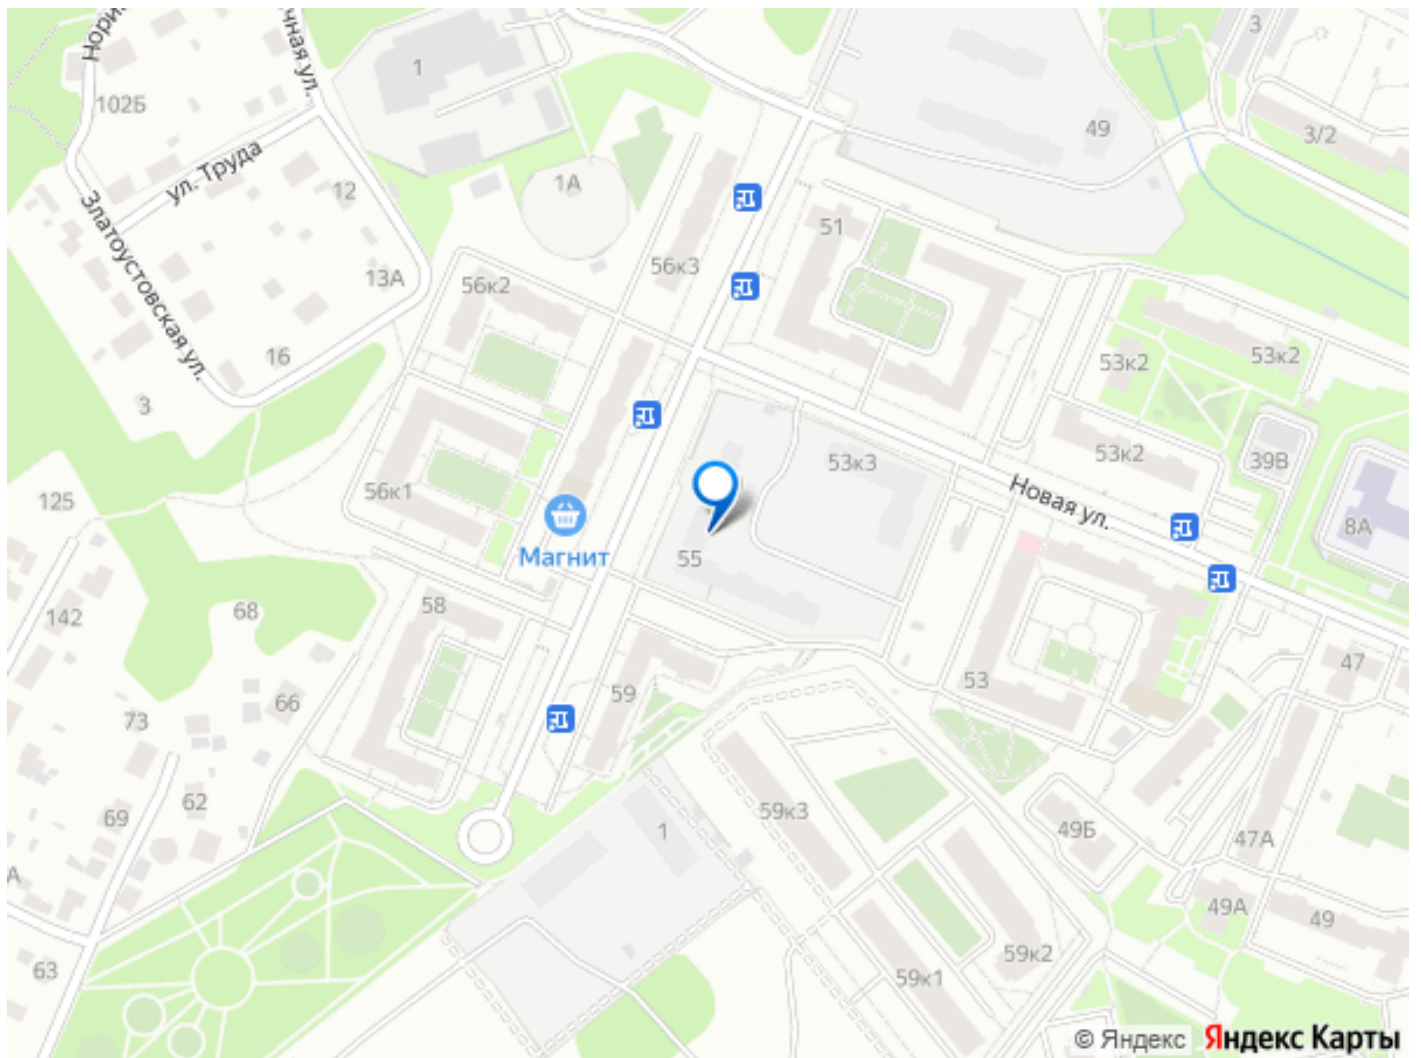 Нори
чная ул.
1
102Б
ул. Труда
12
1А
Златоустовская ул.
13А
16
3
3
49
3/2
51
56к3
56к2
53к2
53к2
53к2
39В
8А
53к3
Новая ул.
56к1
Магнит
55
125
142
68
58
66
73
59
53
47
62
69
1
59к3
49Б
47А
49А
49
А
63
59к1
59к2
© Яндекс Яндекс Карты